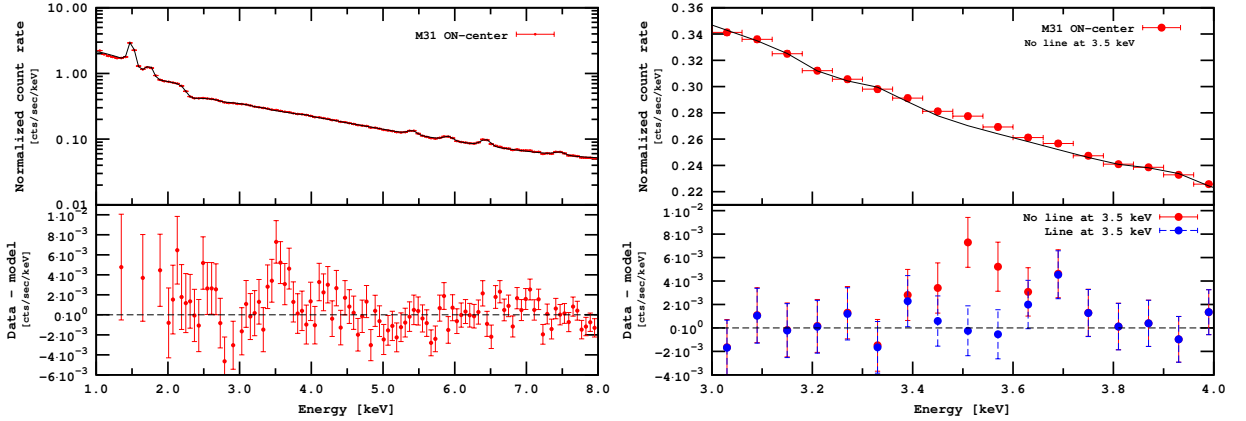 10.00
1.00
0.10
0.01
Normalized count rate
[cts/sec/keV]
M31 ON-center
1·10⁻²
8·10⁻³
6·10⁻³
4·10⁻³
2·10⁻³
0·10⁰
−2·10⁻³
−4·10⁻³
−6·10⁻³
Data − model
[cts/sec/keV]
1.0 2.0 3.0 4.0 5.0 6.0 7.0 8.0
Energy [keV]
0.36
0.34
0.32
0.30
0.28
0.26
0.24
0.22
Normalized count rate
[cts/sec/keV]
M31 ON-center
No line at 3.5 keV
1·10⁻²
8·10⁻³
6·10⁻³
4·10⁻³
2·10⁻³
0·10⁰
−2·10⁻³
−4·10⁻³
Data − model
[cts/sec/keV]
No line at 3.5 keV
Line at 3.5 keV
3.0 3.2 3.4 3.6 3.8 4.0
Energy [keV]